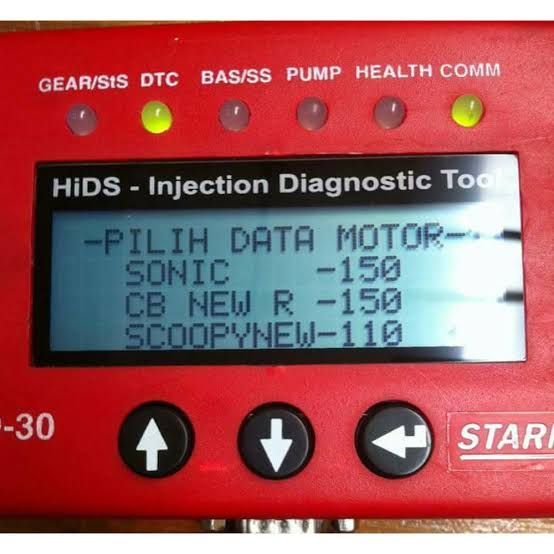 GEAR/StS DTC BAS/SS PUMP HEALTH COMM
HiDS - Injection Diagnostic Tool
-PILIH DATA MOTOR-
SONIC -150
CB NEW R -150
SCOOPYNEW-110
-30